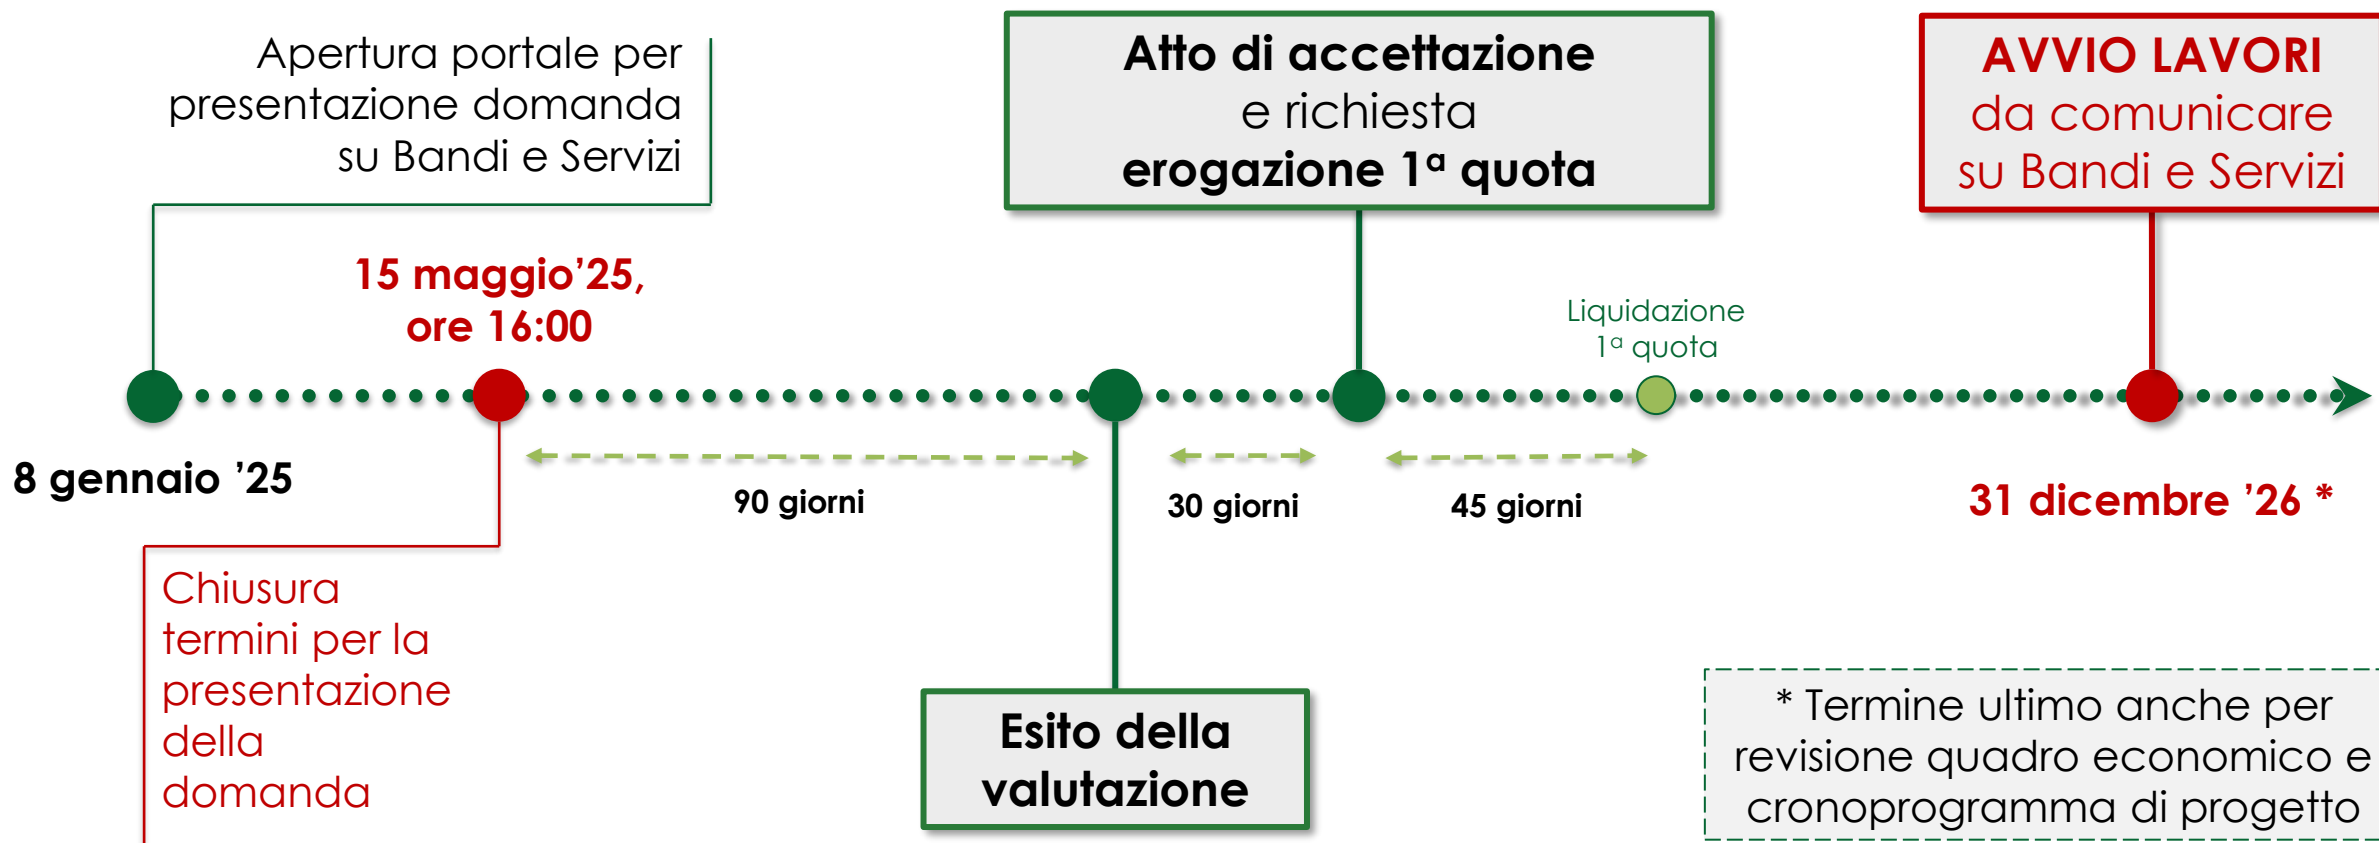 Apertura portale per
presentazione domanda
su Bandi e Servizi
Atto di accettazione
e richiesta
erogazione 1ª quota
AVVIO LAVORI
da comunicare
su Bandi e Servizi
15 maggio’25,
ore 16:00
Liquidazione
1ª quota
8 gennaio ’25
90 giorni
30 giorni
45 giorni
31 dicembre ’26 *
Chiusura
termini per la
presentazione
della
domanda
Esito della
valutazione
* Termine ultimo anche per
revisione quadro economico e
cronoprogramma di progetto